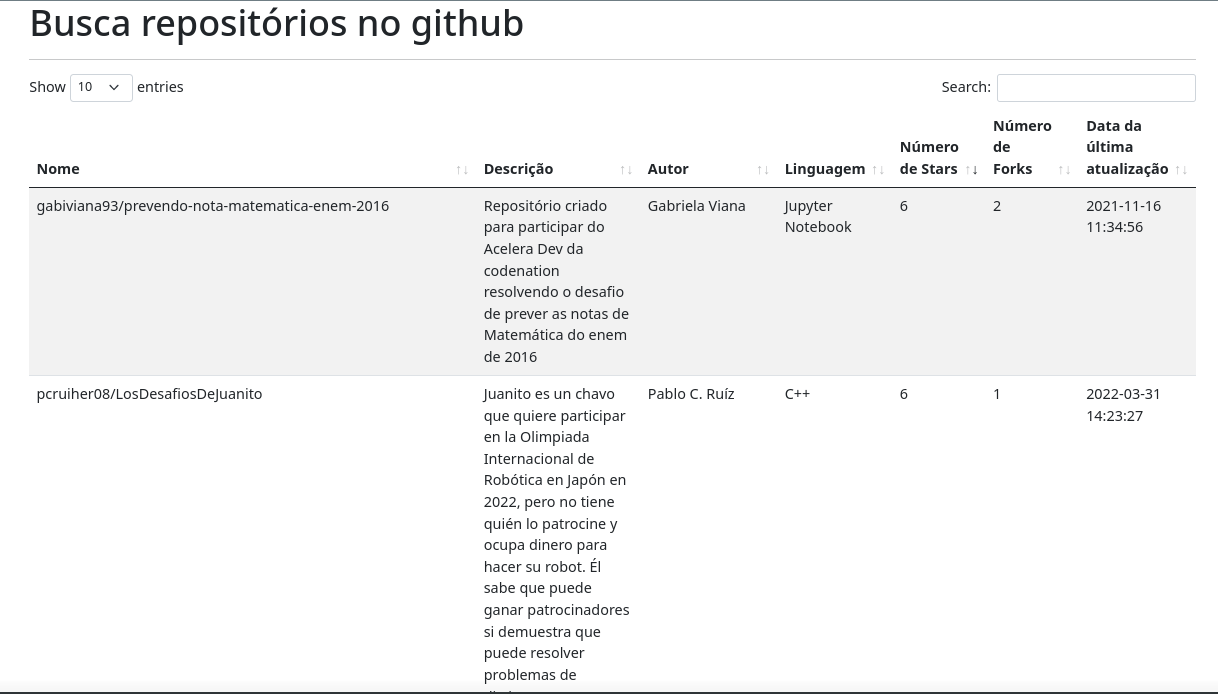 Busca repositórios no github
Show 10 entries
Search:
Nome
Descrição
Autor
Linguagem
Número
de Stars
Número
de
Forks
Data da
última
atualização
gabiviana93/prevendo-nota-matematica-enem-2016
Repositório criado
para participar do
Acelera Dev da
codenation
resolvendo o desafio
de prever as notas de
Matemática do enem
de 2016
Gabriela Viana
Jupyter
Notebook
6
2
2021-11-16
11:34:56
pcruiher08/LosDesafiosDeJuanito
Juanito es un chavo
que quiere participar
en la Olimpiada
Internacional de
Robótica en Japón en
2022, pero no tiene
quién lo patrocine y
ocupa dinero para
hacer su robot. Él
sabe que puede
ganar patrocinadores
si demuestra que
puede resolver
problemas de
Pablo C. Ruíz
C++
6
1
2022-03-31
14:23:27